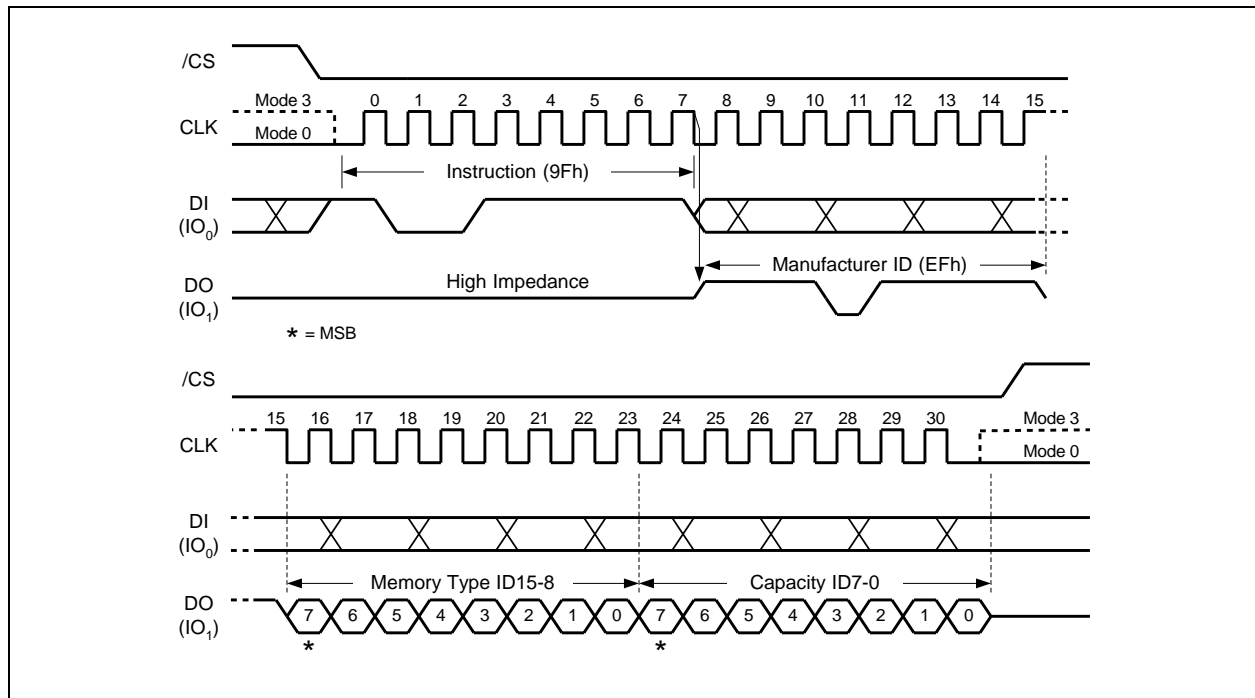 /CS
Mode 3 0 1 2 3 4 5 6 7 8 9 10 11 12 13 14 15
CLK
Mode 0
Instruction (9Fh)
DI
(IO0)
Manufacturer ID (EFh)
High Impedance
DO
(IO1)
* = MSB
/CS
15 16 17 18 19 20 21 22 23 24 25 26 27 28 29 30 Mode 3
CLK
Mode 0
DI
(IO0)
Memory Type ID15-8 Capacity ID7-0
DO
(IO1)
7 6 5 4 3 2 1 0 7 6 5 4 3 2 1 0
* *